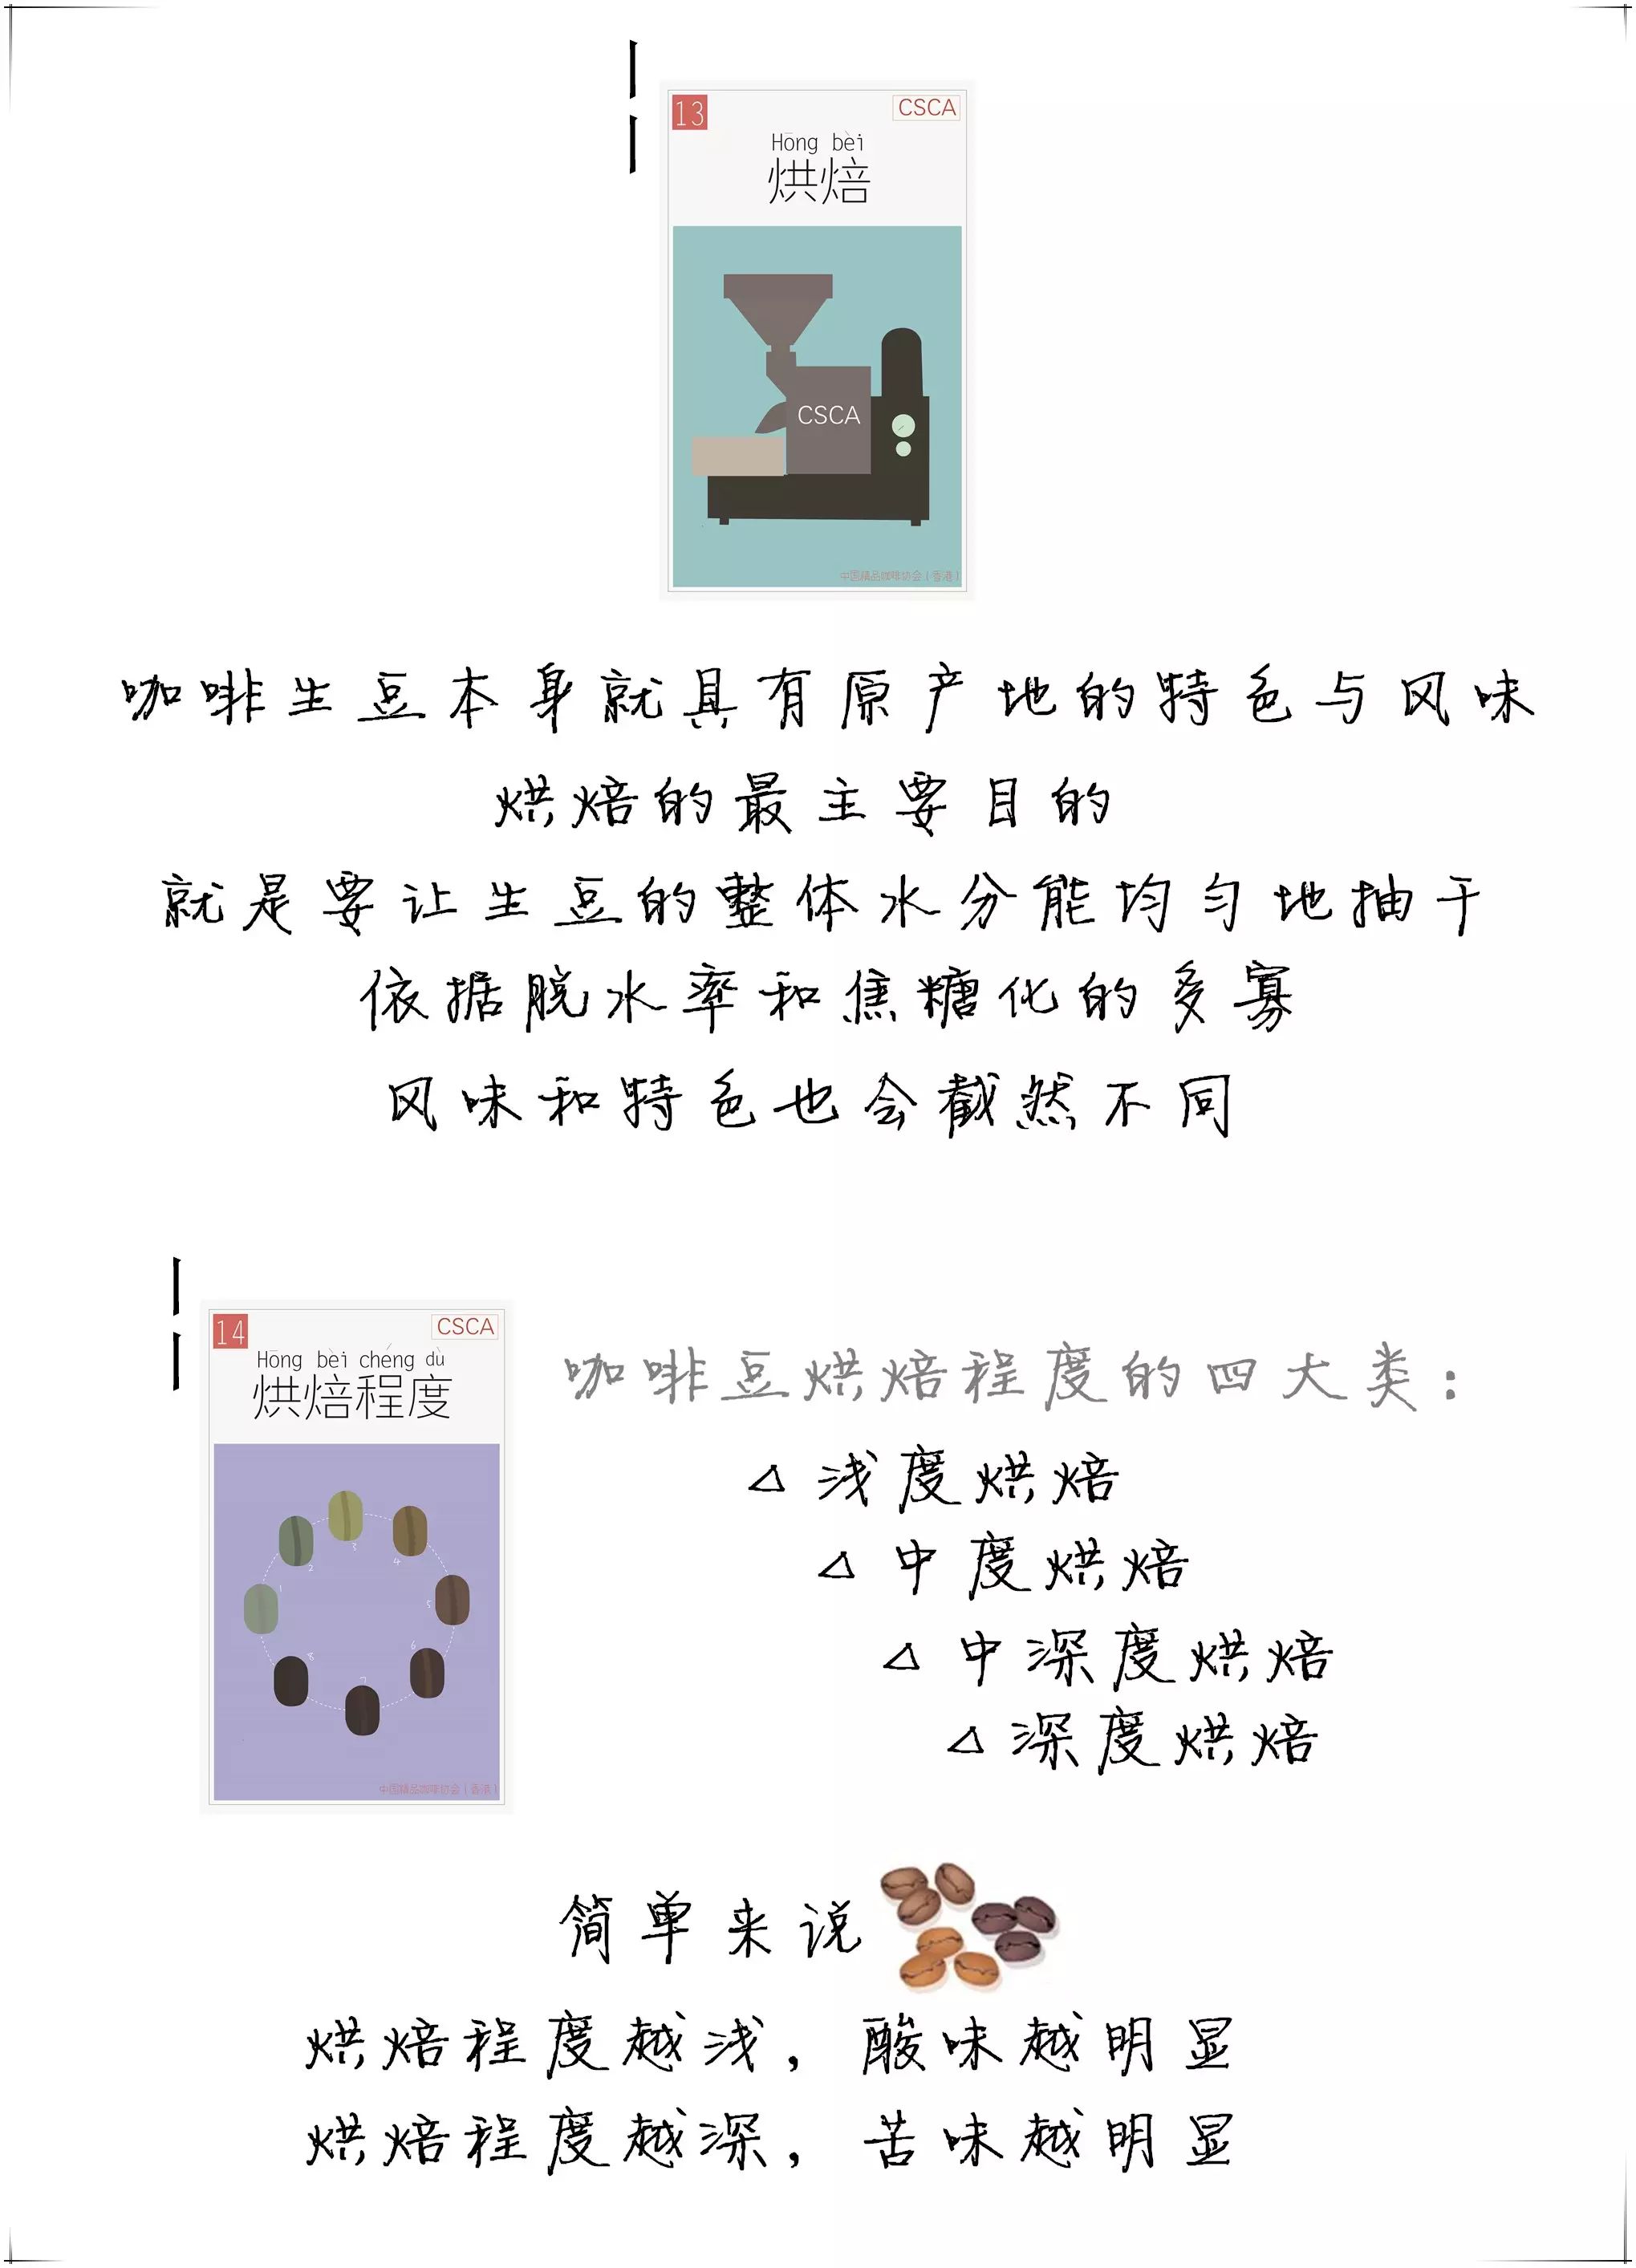 13
CSCA
Hōng bèi
烘焙
CSCA
中国精品咖啡协会｜香港｜
咖啡生豆本身就具有原产地的特色与风味
烘焙的最主要目的
就是要让生豆的整体水分能均匀地抽干
依据脱水率和焦糖化的多寡
风味和特色也会截然不同
14
CSCA
Hōng bèi chéng dù
烘焙程度
1
2
3
4
5
6
7
8
中国精品咖啡协会｜香港｜
咖啡豆烘焙程度的四大类：
△ 浅度烘焙
△ 中度烘焙
△ 中深度烘焙
△ 深度烘焙
简单来说
烘焙程度越浅，酸味越明显
烘焙程度越深，苦味越明显